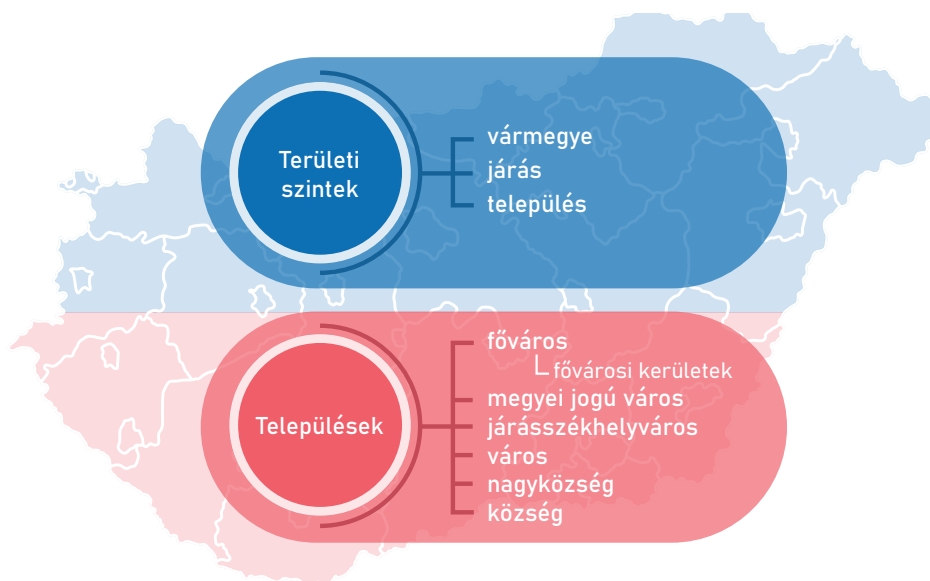 Területi
szintek
vármegye
járás
település
Települések
főváros
fővárosi kerületek
megyei jogú város
járásszékhelyváros
város
nagyközség
község